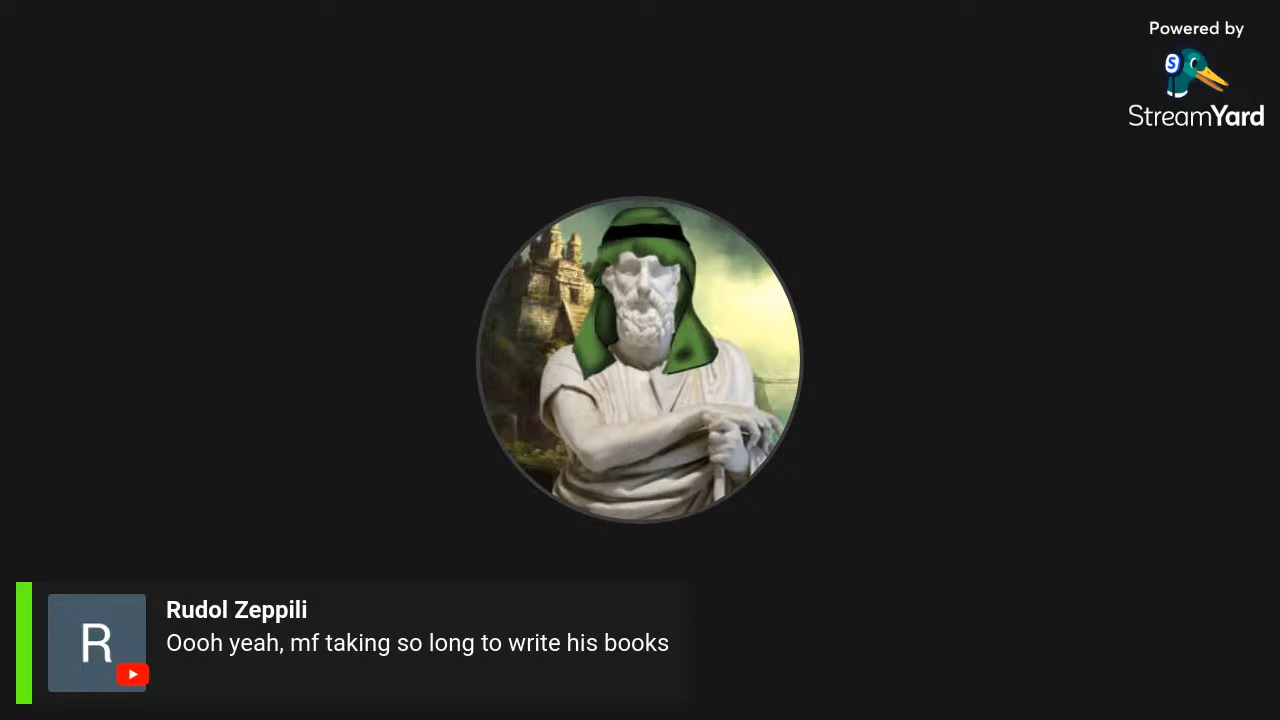 Powered by
S
StreamYard
R
Rudol Zeppili
Oooh yeah, mf taking so long to write his books